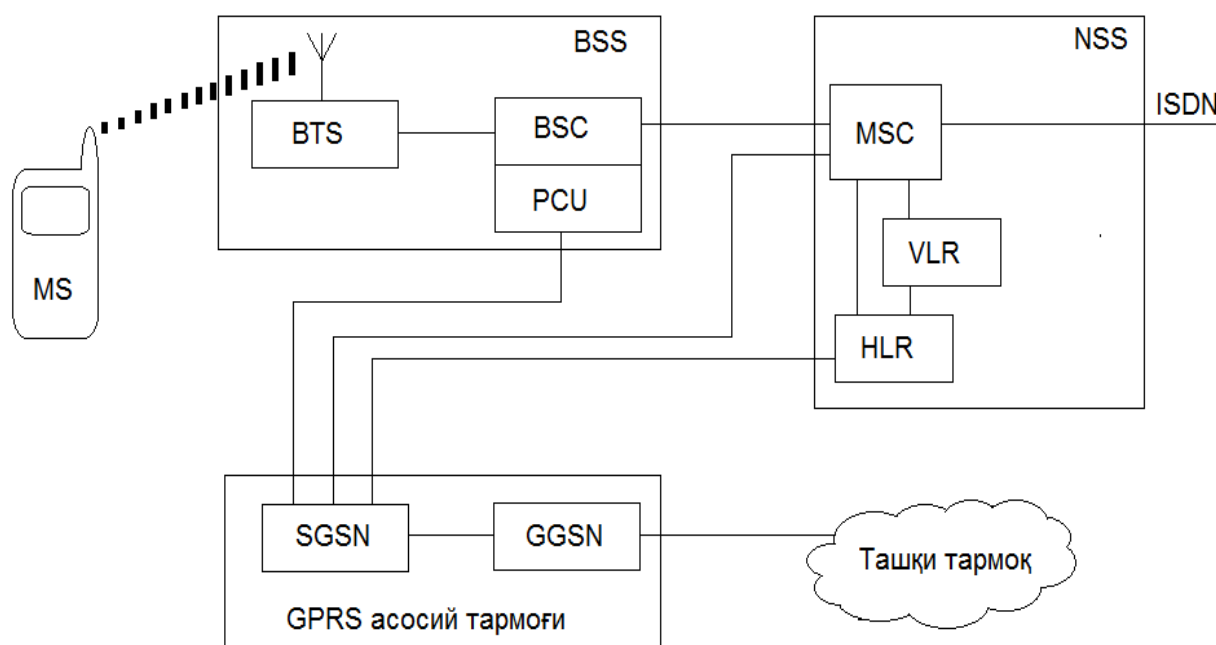 BSS
NSS
BTS
BSC
MSC
ISDN
PCU
MS
VLR
HLR
SGSN
GGSN
Ташқи тармоқ
GPRS асосий тармоғи